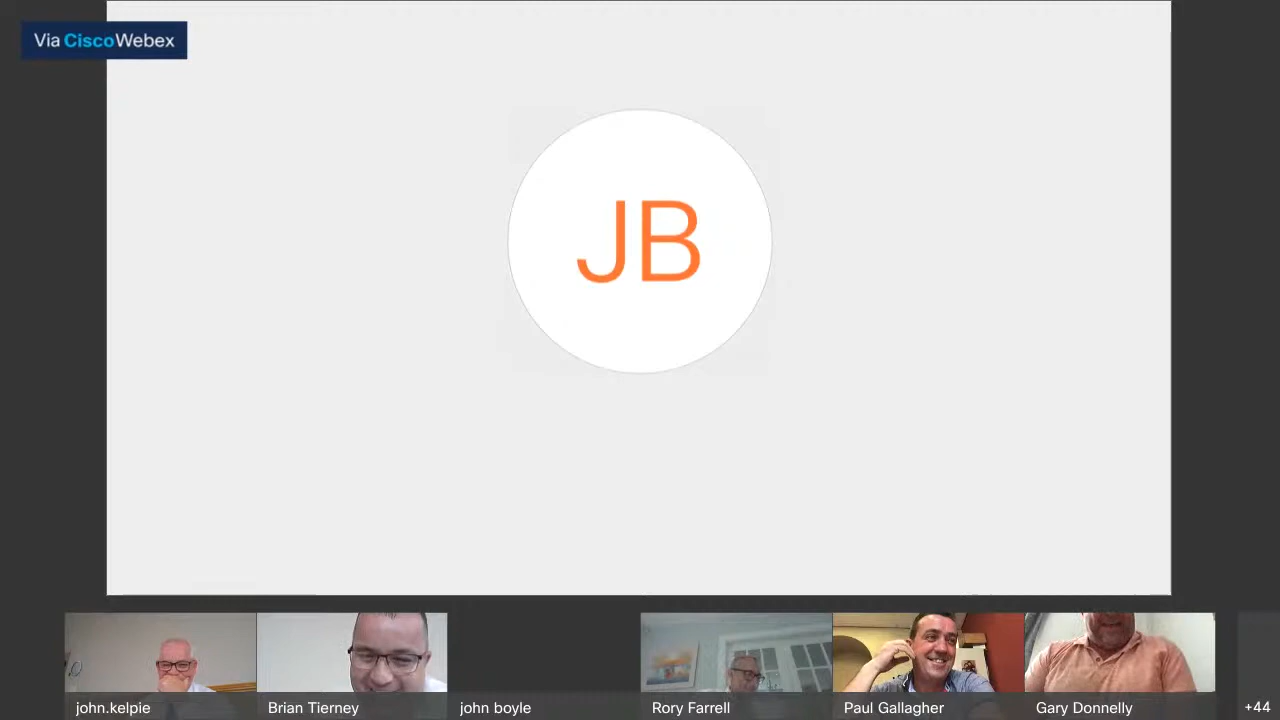 Via CiscoWebex
JB
john.kelpie
Brian Tierney
john boyle
Rory Farrell
Paul Gallagher
Gary Donnelly
+44